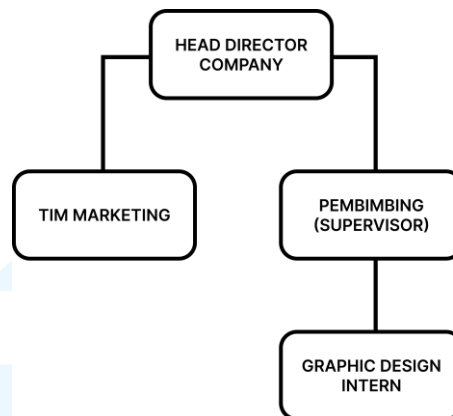 HEAD DIRECTOR
COMPANY
TIM MARKETING
PEMBIMBING
(SUPERVISOR)
GRAPHIC DESIGN
INTERN